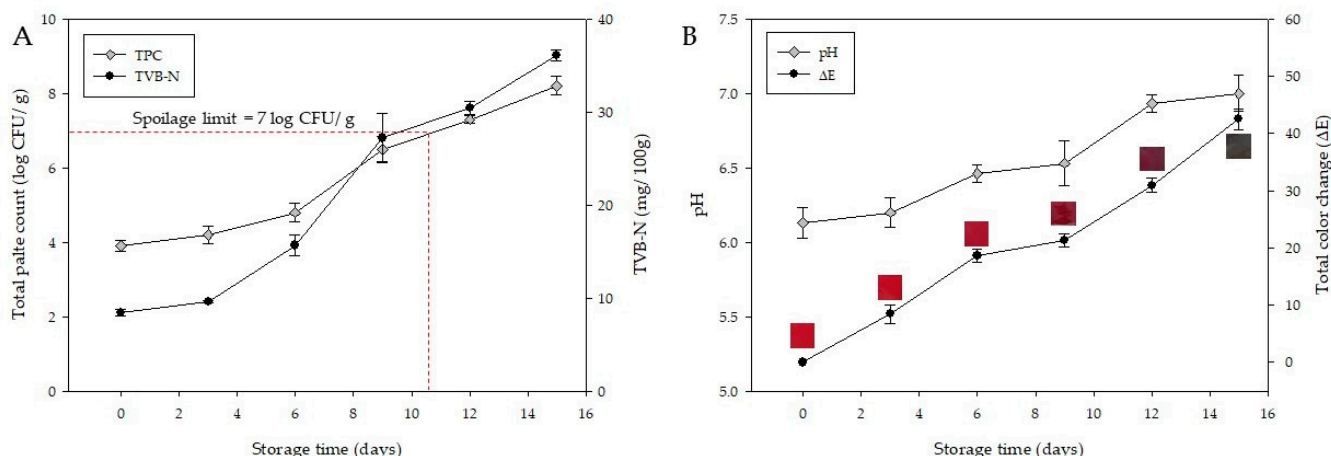 A
TPC
TVB-N
Spoilage limit = 7 log CFU/ g
Total palte count (log CFU/ g)
10
8
6
4
2
0
TVB-N (mg/ 100g)
40
30
20
10
0
0 2 4 6 8 10 12 14 16
Storage time (days)
B
pH
ΔE
pH
7.5
7.0
6.5
6.0
5.5
5.0
Total color change (ΔE)
60
50
40
30
20
10
0
0 2 4 6 8 10 12 14 16
Storage time (days)